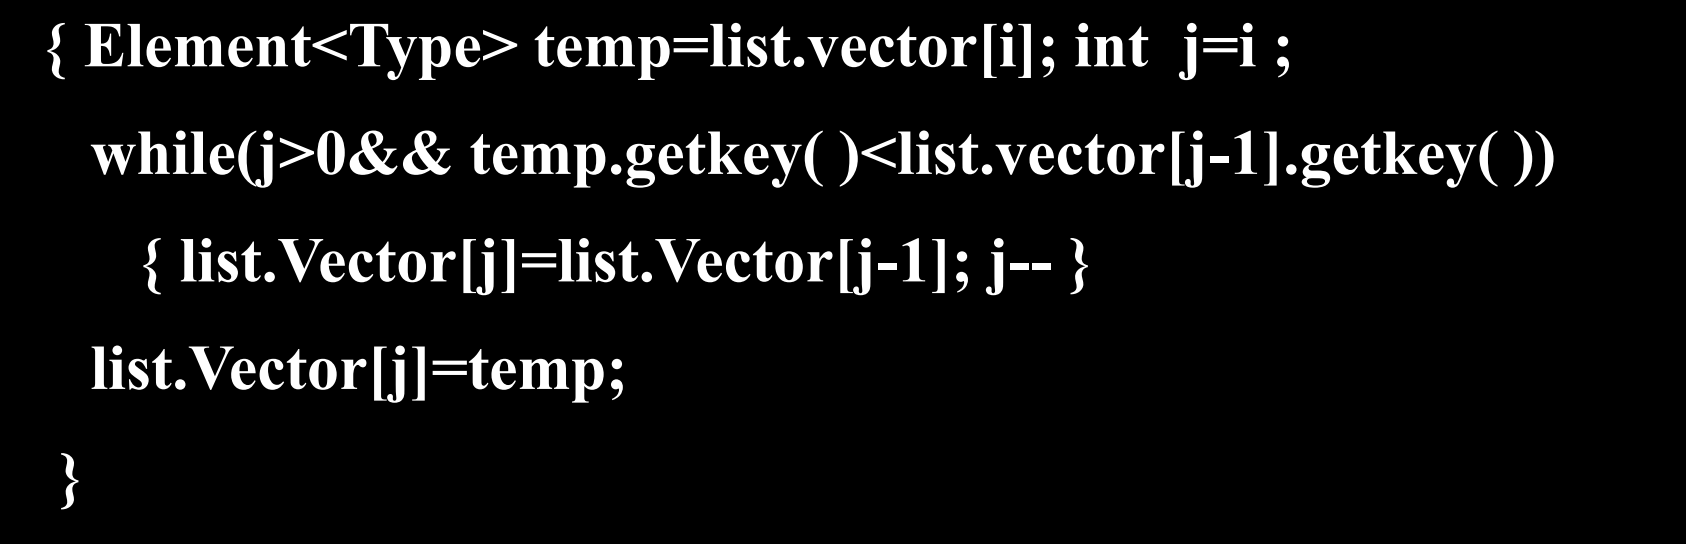 { Element<Type> temp=list.vector[i]; int j=i ;
while(j>0&& temp.getkey( )<list.vector[j-1].getkey( ))
{ list.Vector[j]=list.Vector[j-1]; j-- }
list.Vector[j]=temp;
}